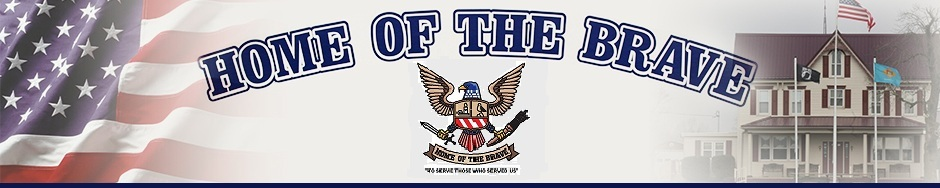 HOME OF THE BRAVE
HOME OF THE BRAVE
"TO SERVE THOSE WHO SERVED US"